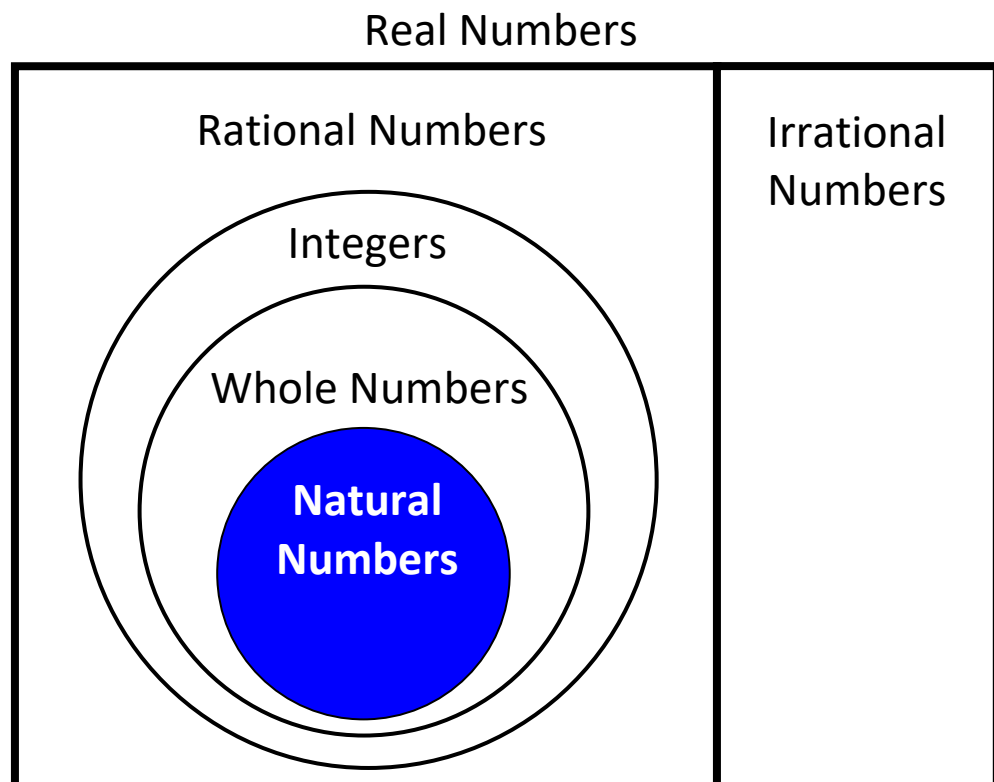 Real Numbers
Rational Numbers
Irrational
Numbers
Integers
Whole Numbers
Natural
Numbers